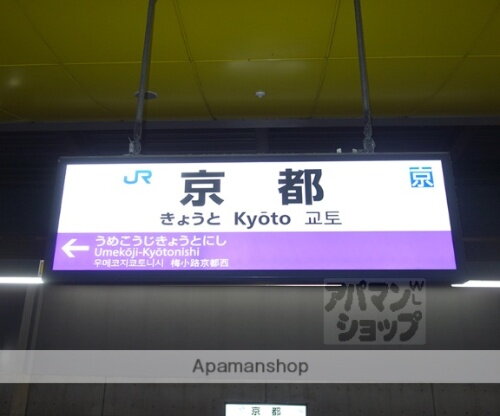 JR 京都 京
きょうと Kyōto 교토
← うめこうじきょうとにし
Umekōji-Kyōtonishi
우메코지쿄토니시 梅小路京都西
アパマン
ショップ
Apamanshop
京都